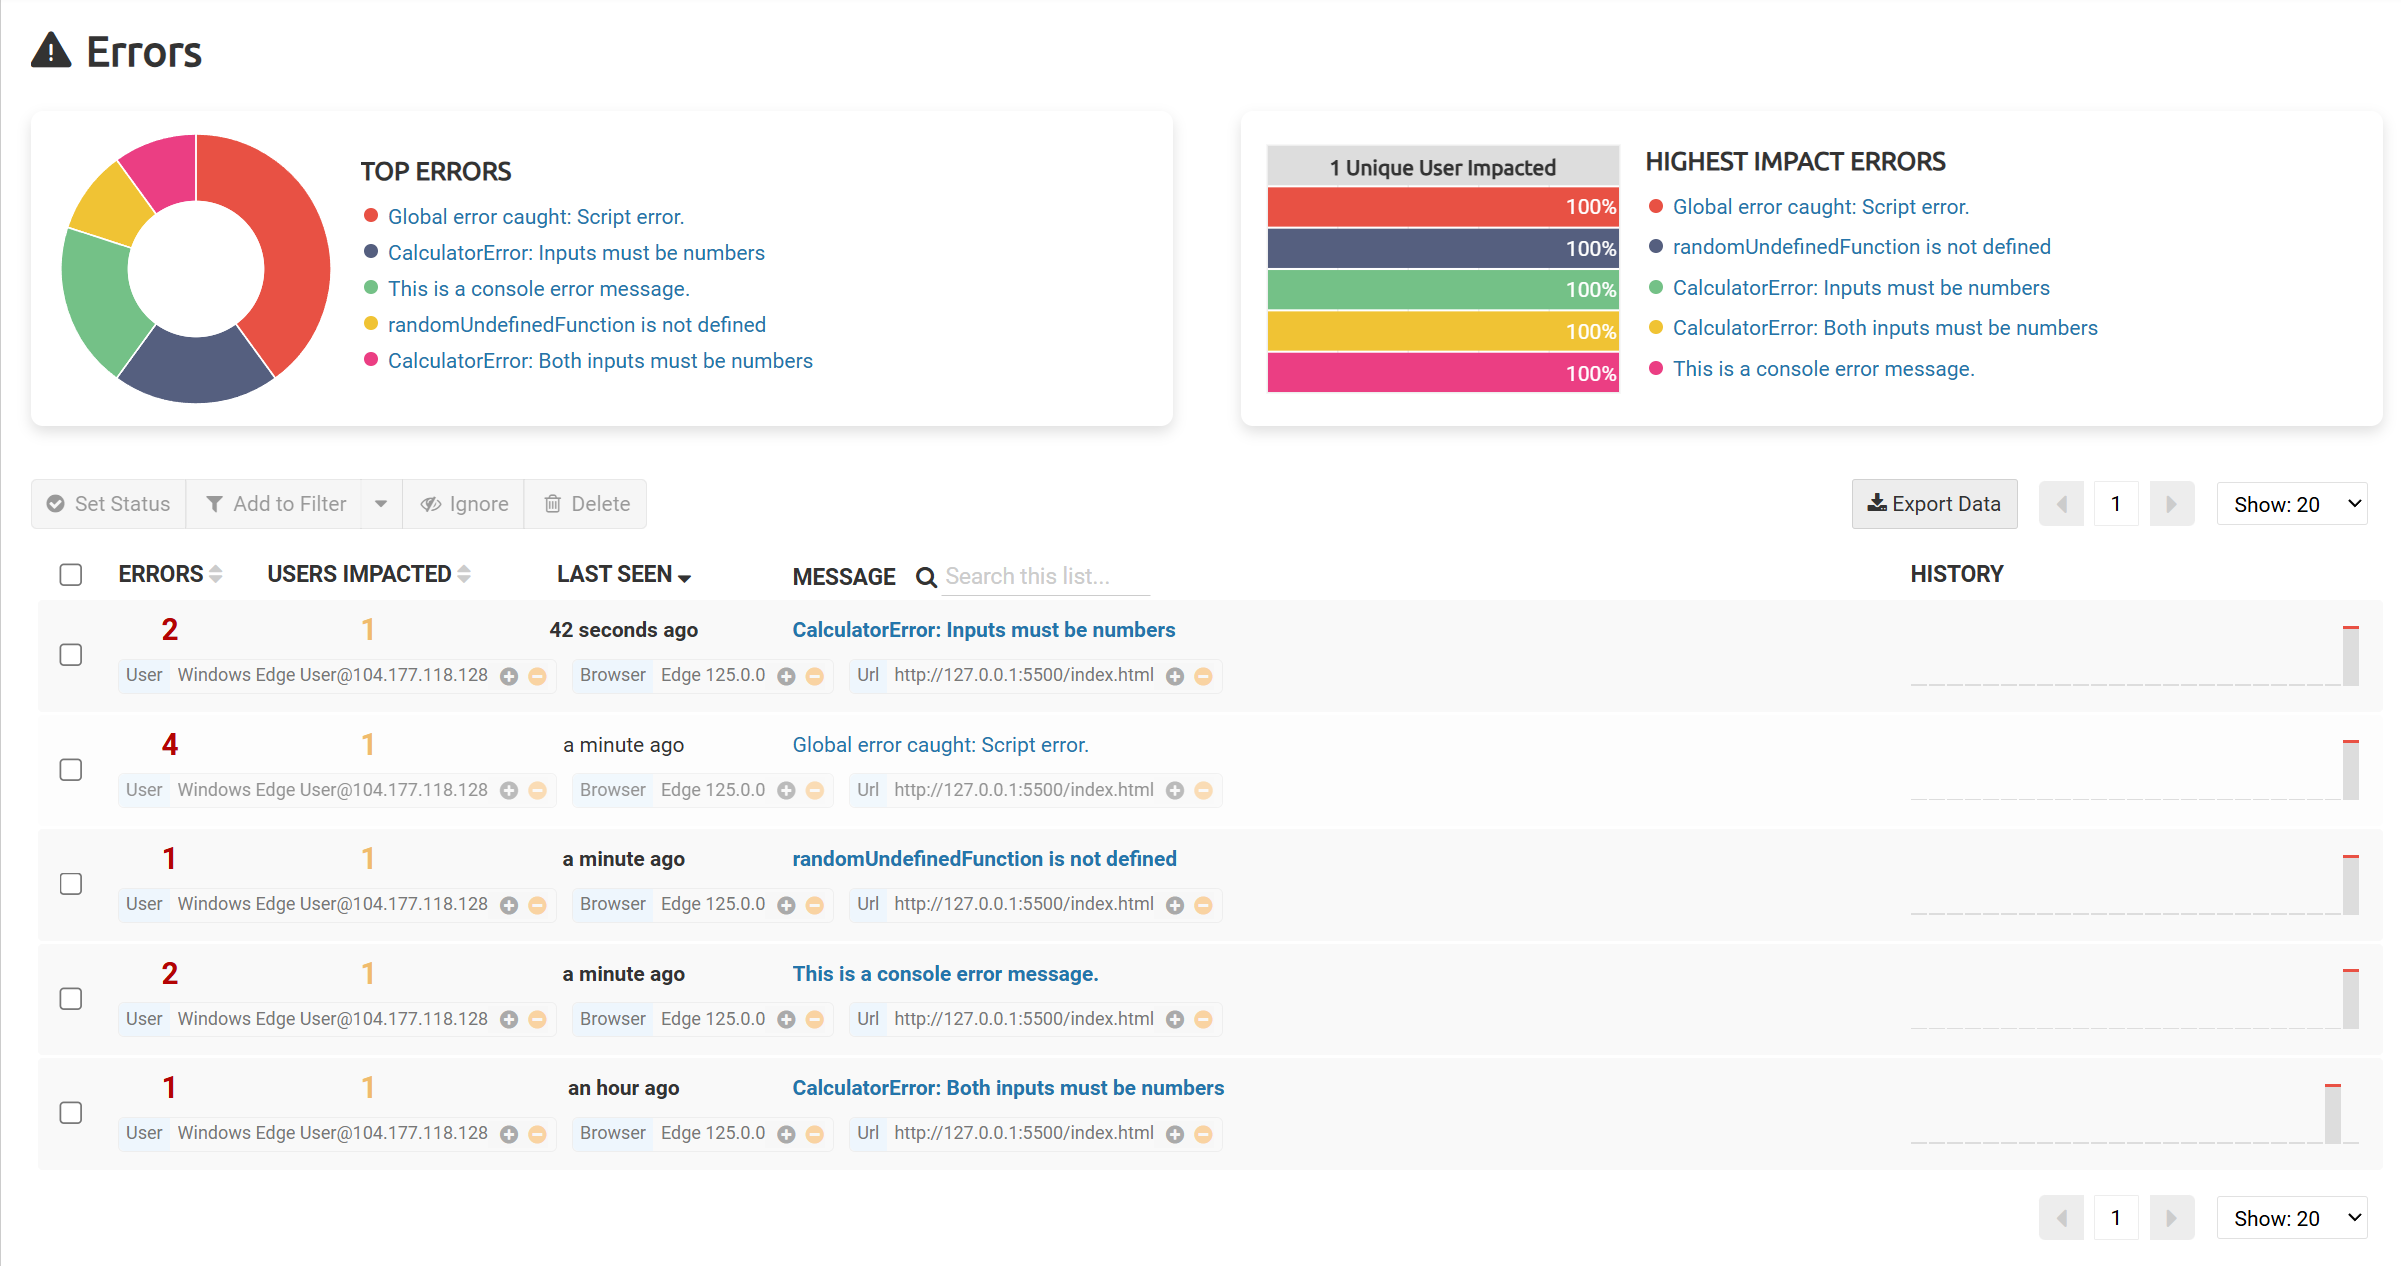 Errors
TOP ERRORS
Global error caught: Script error.
CalculatorError: Inputs must be numbers
This is a console error message.
randomUndefinedFunction is not defined
CalculatorError: Both inputs must be numbers
1 Unique User Impacted
100%
100%
100%
100%
100%
HIGHEST IMPACT ERRORS
Global error caught: Script error.
randomUndefinedFunction is not defined
CalculatorError: Inputs must be numbers
CalculatorError: Both inputs must be numbers
This is a console error message.
Set Status Add to Filter Ignore Delete Export Data 1 Show: 20
ERRORS USERS IMPACTED LAST SEEN MESSAGE Search this list... HISTORY
2 1 42 seconds ago CalculatorError: Inputs must be numbers
User Windows Edge User@104.177.118.128 Browser Edge 125.0.0 Url http://127.0.0.1:5500/index.html
4 1 a minute ago Global error caught: Script error.
User Windows Edge User@104.177.118.128 Browser Edge 125.0.0 Url http://127.0.0.1:5500/index.html
1 1 a minute ago randomUndefinedFunction is not defined
User Windows Edge User@104.177.118.128 Browser Edge 125.0.0 Url http://127.0.0.1:5500/index.html
2 1 a minute ago This is a console error message.
User Windows Edge User@104.177.118.128 Browser Edge 125.0.0 Url http://127.0.0.1:5500/index.html
1 1 an hour ago CalculatorError: Both inputs must be numbers
User Windows Edge User@104.177.118.128 Browser Edge 125.0.0 Url http://127.0.0.1:5500/index.html
1 Show: 20